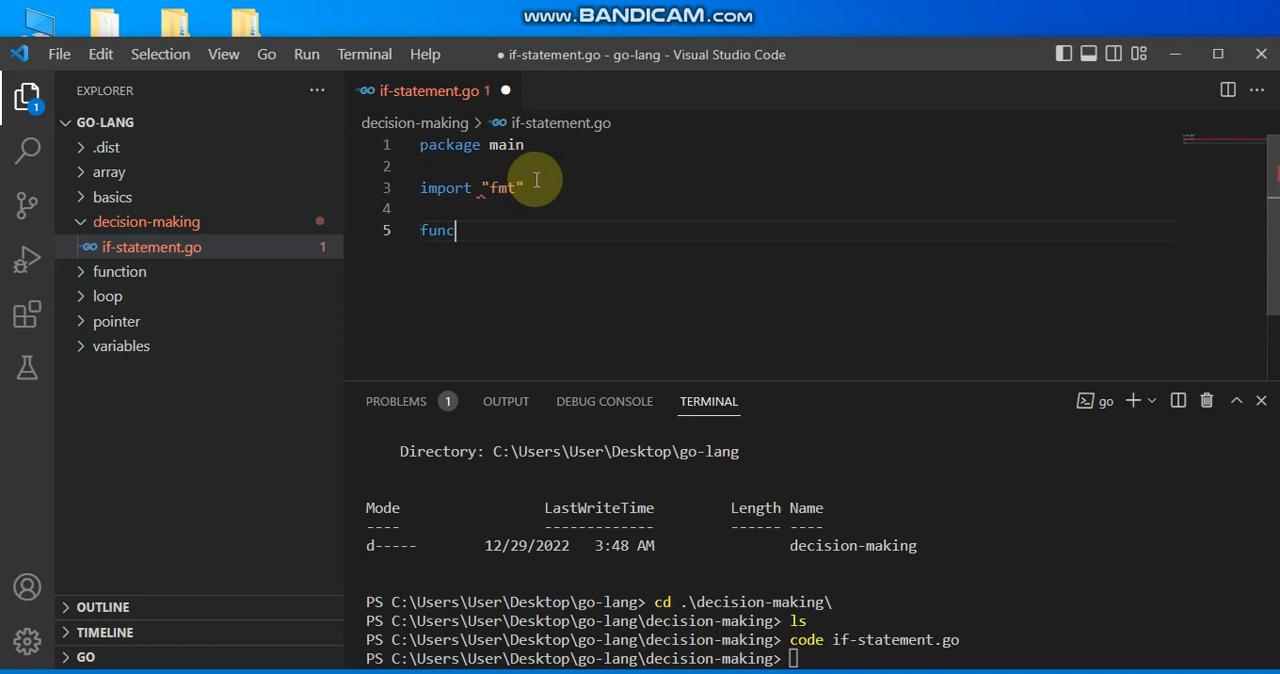 www.BANDICAM.com
File Edit Selection View Go Run Terminal Help
● if-statement.go - go-lang - Visual Studio Code
EXPLORER
GO-LANG
.dist
array
basics
decision-making
if-statement.go 1
function
loop
pointer
variables
OUTLINE
TIMELINE
GO
1
GO if-statement.go 1
decision-making > GO if-statement.go
1 package main
2
3 import "fmt"
4
5 func
PROBLEMS 1 OUTPUT DEBUG CONSOLE TERMINAL
go
Directory: C:\Users\User\Desktop\go-lang
Mode LastWriteTime Length Name
---- ------------- ------ ----
d----- 12/29/2022 3:48 AM decision-making
PS C:\Users\User\Desktop\go-lang> cd .\decision-making\
PS C:\Users\User\Desktop\go-lang\decision-making> ls
PS C:\Users\User\Desktop\go-lang\decision-making> code if-statement.go
PS C:\Users\User\Desktop\go-lang\decision-making>